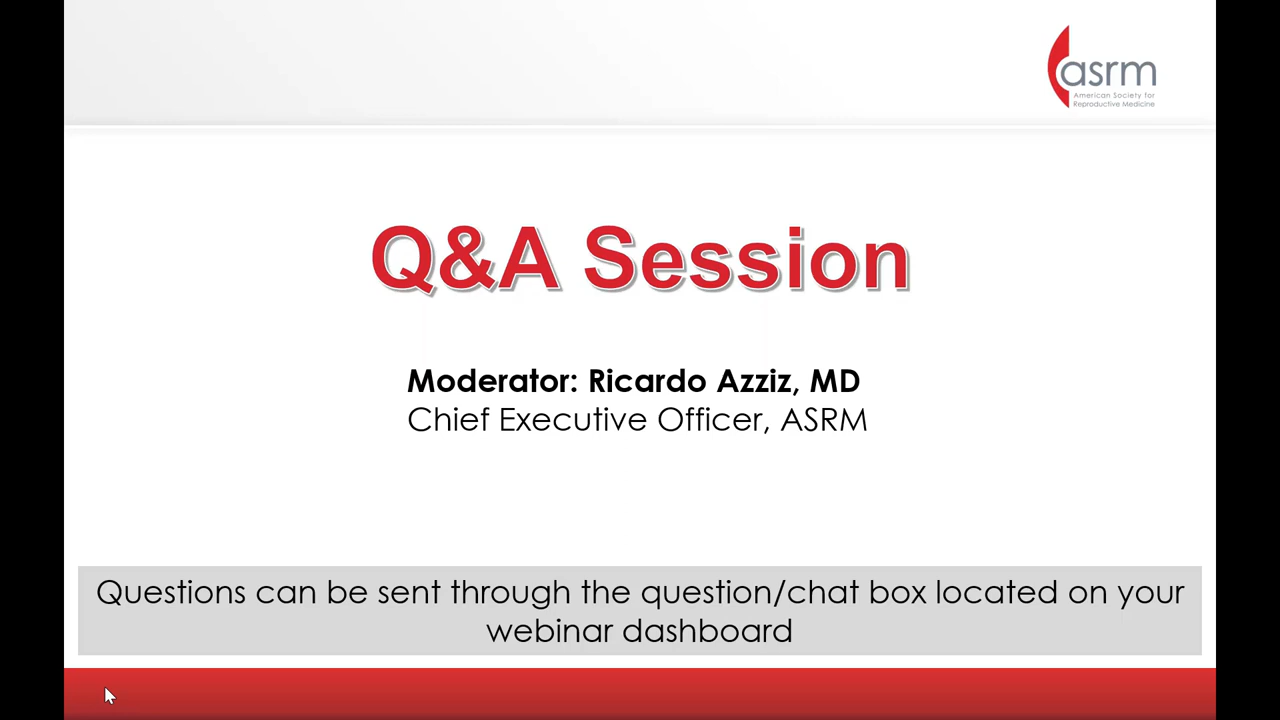 asrm
American Society for
Reproductive Medicine
Q&A Session
Moderator: Ricardo Azziz, MD
Chief Executive Officer, ASRM
Questions can be sent through the question/chat box located on your
webinar dashboard